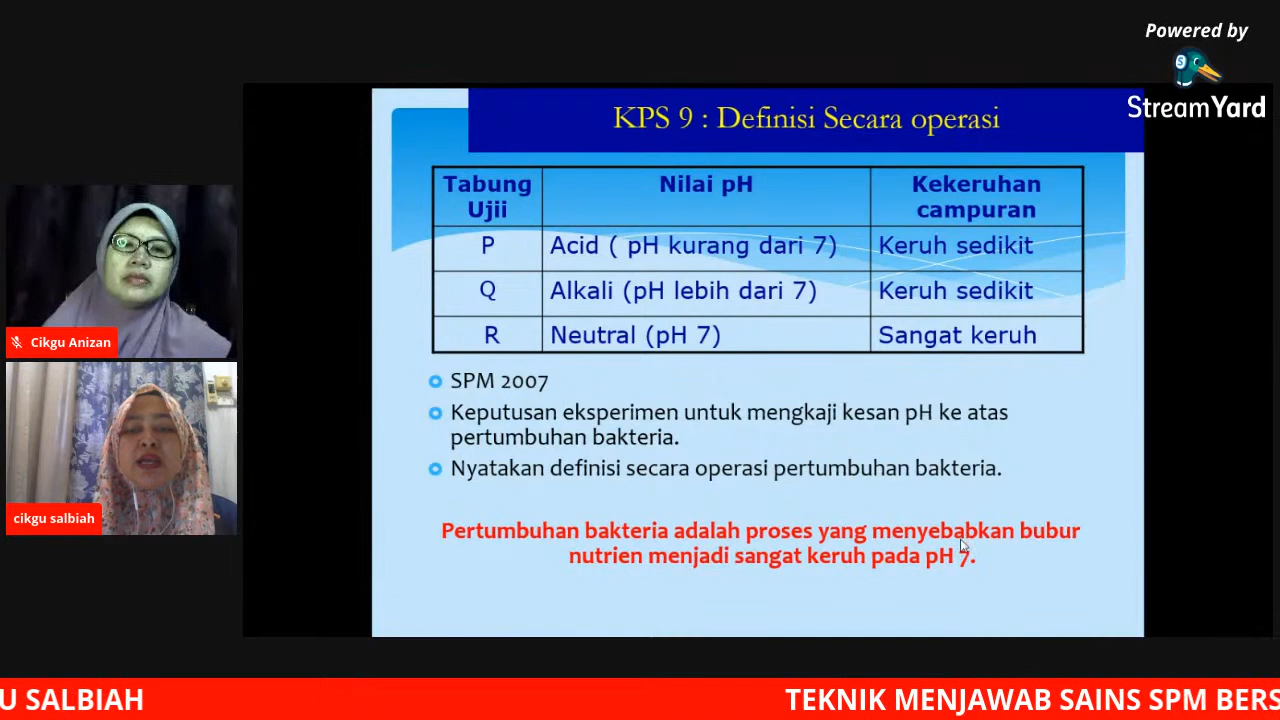 Powered by
StreamYard
KPS 9 : Definisi Secara operasi
Tabung Ujii
Nilai pH
Kekeruhan campuran
P
Acid ( pH kurang dari 7)
Keruh sedikit
Q
Alkali (pH lebih dari 7)
Keruh sedikit
R
Neutral (pH 7)
Sangat keruh
SPM 2007
Keputusan eksperimen untuk mengkaji kesan pH ke atas
pertumbuhan bakteria.
Nyatakan definisi secara operasi pertumbuhan bakteria.
Pertumbuhan bakteria adalah proses yang menyebabkan bubur
nutrien menjadi sangat keruh pada pH 7.
Cikgu Anizan
cikgu salbiah
U SALBIAH
TEKNIK MENJAWAB SAINS SPM BERS